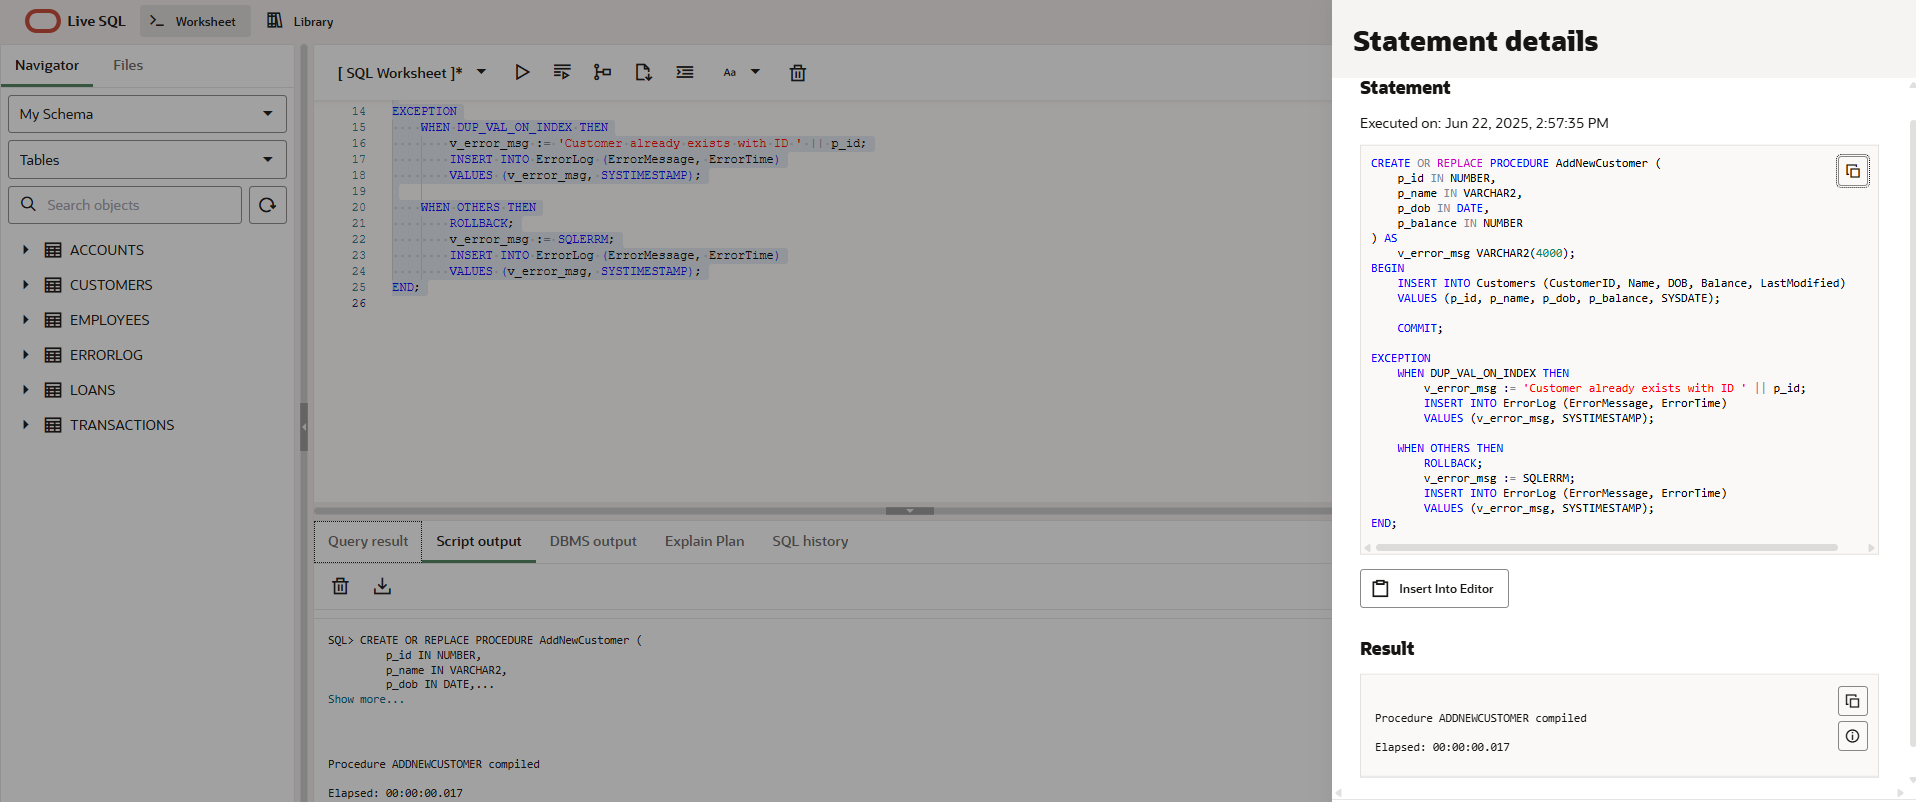 Live SQL
Worksheet
Library
Navigator
Files
My Schema
Tables
Search objects
ACCOUNTS
CUSTOMERS
EMPLOYEES
ERRORLOG
LOANS
TRANSACTIONS
[ SQL Worksheet ]*
Aa
14 EXCEPTION
15 WHEN DUP_VAL_ON_INDEX THEN
16 v_error_msg := 'Customer already exists with ID ' || p_id;
17 INSERT INTO ErrorLog (ErrorMessage, ErrorTime)
18 VALUES (v_error_msg, SYSTIMESTAMP);
19
20 WHEN OTHERS THEN
21 ROLLBACK;
22 v_error_msg := SQLERRM;
23 INSERT INTO ErrorLog (ErrorMessage, ErrorTime)
24 VALUES (v_error_msg, SYSTIMESTAMP);
25 END;
26
Query result
Script output
DBMS output
Explain Plan
SQL history
SQL> CREATE OR REPLACE PROCEDURE AddNewCustomer (
p_id IN NUMBER,
p_name IN VARCHAR2,
p_dob IN DATE,...
Show more...
Procedure ADDNEWCUSTOMER compiled
Elapsed: 00:00:00.017
Statement details
Statement
Executed on: Jun 22, 2025, 2:57:35 PM
CREATE OR REPLACE PROCEDURE AddNewCustomer (
p_id IN NUMBER,
p_name IN VARCHAR2,
p_dob IN DATE,
p_balance IN NUMBER
) AS
v_error_msg VARCHAR2(4000);
BEGIN
INSERT INTO Customers (CustomerID, Name, DOB, Balance, LastModified)
VALUES (p_id, p_name, p_dob, p_balance, SYSDATE);
COMMIT;
EXCEPTION
WHEN DUP_VAL_ON_INDEX THEN
v_error_msg := 'Customer already exists with ID ' || p_id;
INSERT INTO ErrorLog (ErrorMessage, ErrorTime)
VALUES (v_error_msg, SYSTIMESTAMP);
WHEN OTHERS THEN
ROLLBACK;
v_error_msg := SQLERRM;
INSERT INTO ErrorLog (ErrorMessage, ErrorTime)
VALUES (v_error_msg, SYSTIMESTAMP);
END;
Insert Into Editor
Result
Procedure ADDNEWCUSTOMER compiled
Elapsed: 00:00:00.017